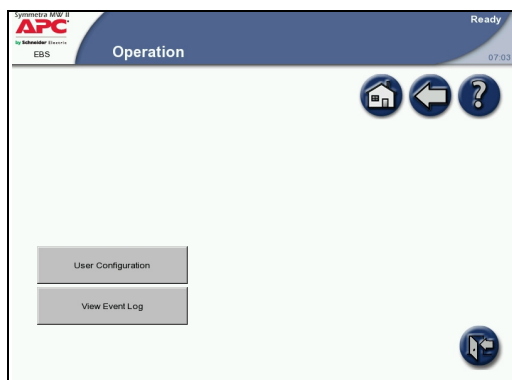 Symmetra MW II
APC
by Schneider Electric
EBS
Operation
Ready
07:03
?
User Configuration
View Event Log